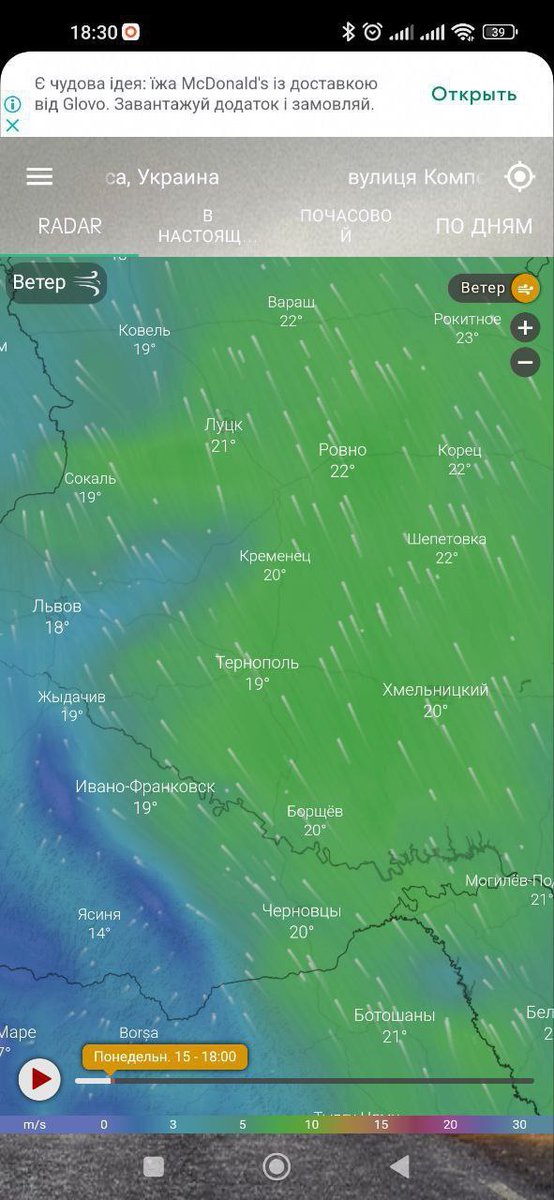 18:30
39
Є чудова ідея: їжа McDonald's із доставкою
від Glovo. Завантажуй додаток і замовляй.
Открыть
са, Украина
вулиця Комп
RADAR
В
НАСТОЯЩ...
ПОЧАСОВО
Й
ПО ДНЯМ
Ветер
Ветер
Вараш
22°
Рокитное
23°
Ковель
19°
+
−
Луцк
21°
Ровно
22°
Корец
22°
Сокаль
19°
Шепетовка
22°
Кременец
20°
Львов
18°
Тернополь
19°
Хмельницкий
20°
Жыдачив
19°
Ивано-Франковск
19°
Борщёв
20°
Могилёв-По
21°
Ясиня
14°
Черновцы
20°
Ботошаны
21°
Бел
2
Маре
7°
Borșa
Понедельн. 15 - 18:00
m/s 0 3 5 10 15 20 30